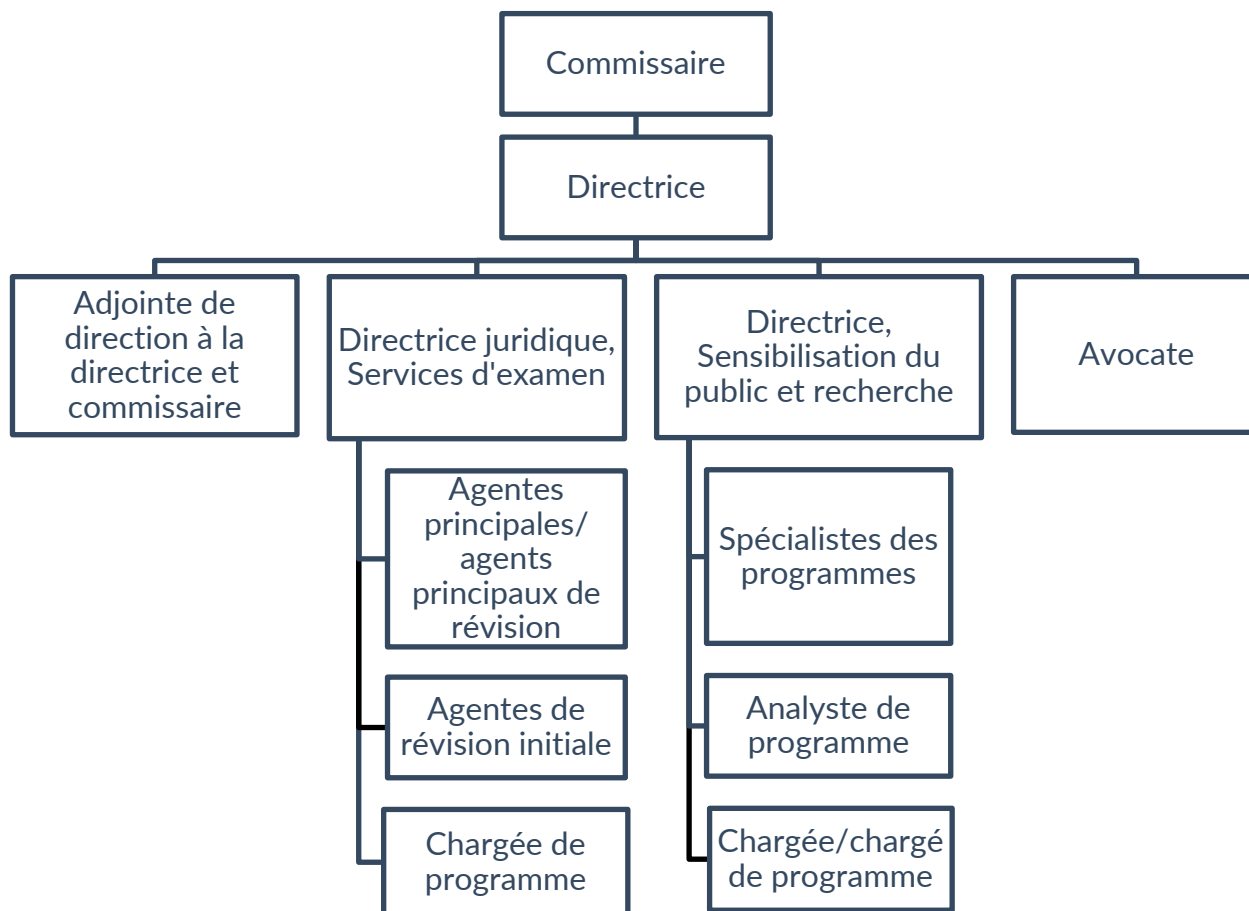 Commissaire
Directrice
Adjointe de
direction à la
directrice et
commissaire
Directrice juridique,
Services d'examen
Directrice,
Sensibilisation du
public et recherche
Avocate
Agentes
principales/
agents
principaux de
révision
Agentes de
révision initiale
Chargée de
programme
Spécialistes des
programmes
Analyste de
programme
Chargée/chargé
de programme